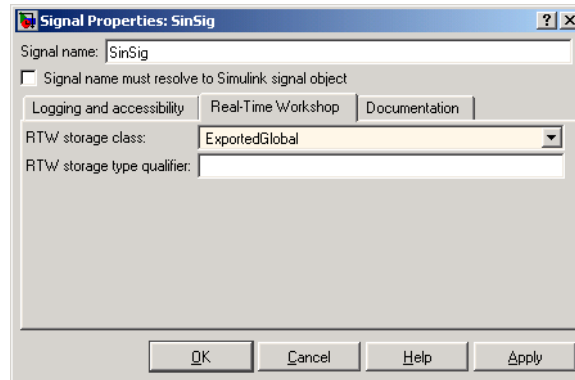 Signal Properties: SinSig
Signal name: SinSig
Signal name must resolve to Simulink signal object
Logging and accessibility Real-Time Workshop Documentation
RTW storage class: ExportedGlobal
RTW storage type qualifier:
OK Cancel Help Apply